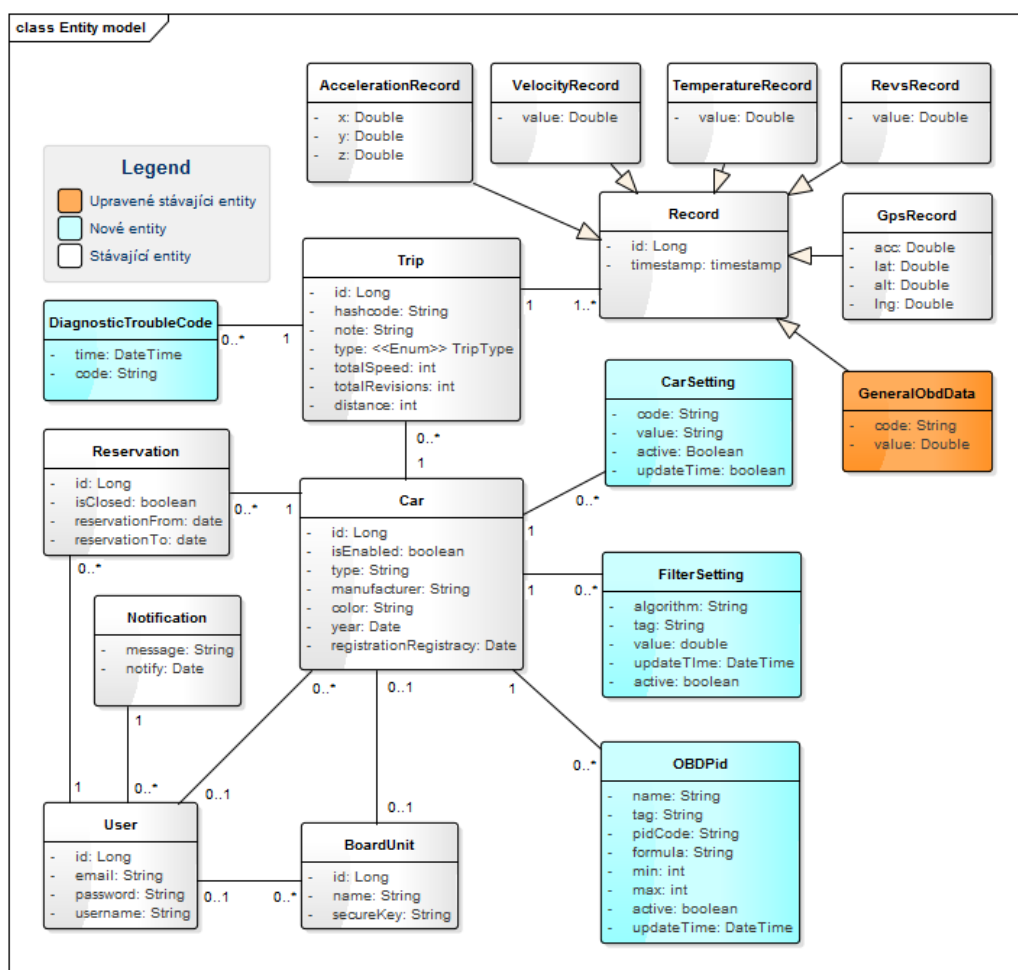 class Entity model
AccelerationRecord
- x: Double
- y: Double
- z: Double
VelocityRecord
- value: Double
TemperatureRecord
- value: Double
RevsRecord
- value: Double
Legend
Upravené stávajíci entity
Nové entity
Stávající entity
Record
- id: Long
- timestamp: timestamp
GpsRecord
- acc: Double
- lat: Double
- alt: Double
- lng: Double
Trip
- id: Long
- hashcode: String
- note: String
- type: <<Enum>> TripType
- totalSpeed: int
- totalRevisions: int
- distance: int
1
1..*
DiagnosticTroubleCode
- time: DateTime
- code: String
0..*
1
CarSetting
- code: String
- value: String
- active: Boolean
- updateTime: boolean
GeneralObdData
- code: String
- value: Double
0..*
1
Reservation
- id: Long
- isClosed: boolean
- reservationFrom: date
- reservationTo: date
0..*
1
Car
- id: Long
- isEnabled: boolean
- type: String
- manufacturer: String
- color: String
- year: Date
- registrationRegistracy: Date
0..*
1
FilterSetting
- algorithm: String
- tag: String
- value: double
- updateTIme: DateTime
- active: boolean
1
0..*
0..*
Notification
- message: String
- notify: Date
0..*
0..1
1
1
OBDPid
- name: String
- tag: String
- pidCode: String
- formula: String
- min: int
- max: int
- active: boolean
- updateTime: DateTime
0..*
1
0..*
0..1
0..1
User
- id: Long
- email: String
- password: String
- username: String
BoardUnit
- id: Long
- name: String
- secureKey: String
0..1
0..*